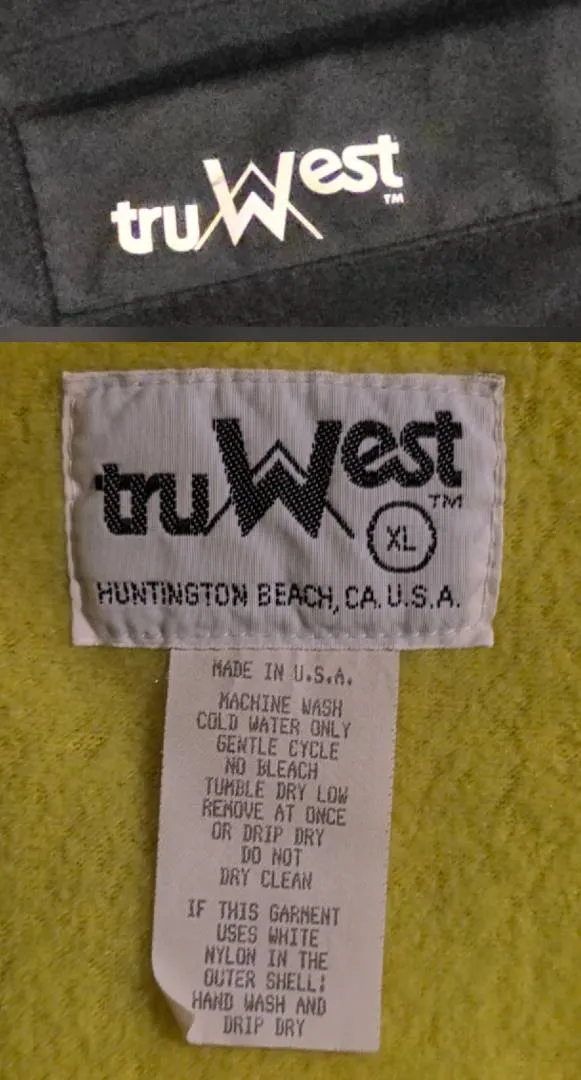 truWest
TM
truWest
TM
XL
HUNTINGTON BEACH, CA. U.S.A.
MADE IN U.S.A.
MACHINE WASH
COLD WATER ONLY
GENTLE CYCLE
NO BLEACH
TUMBLE DRY LOW
REMOVE AT ONCE
OR DRIP DRY
DO NOT
DRY CLEAN
IF THIS GARMENT
USES WHITE
NYLON IN THE
OUTER SHELL;
HAND WASH AND
DRIP DRY